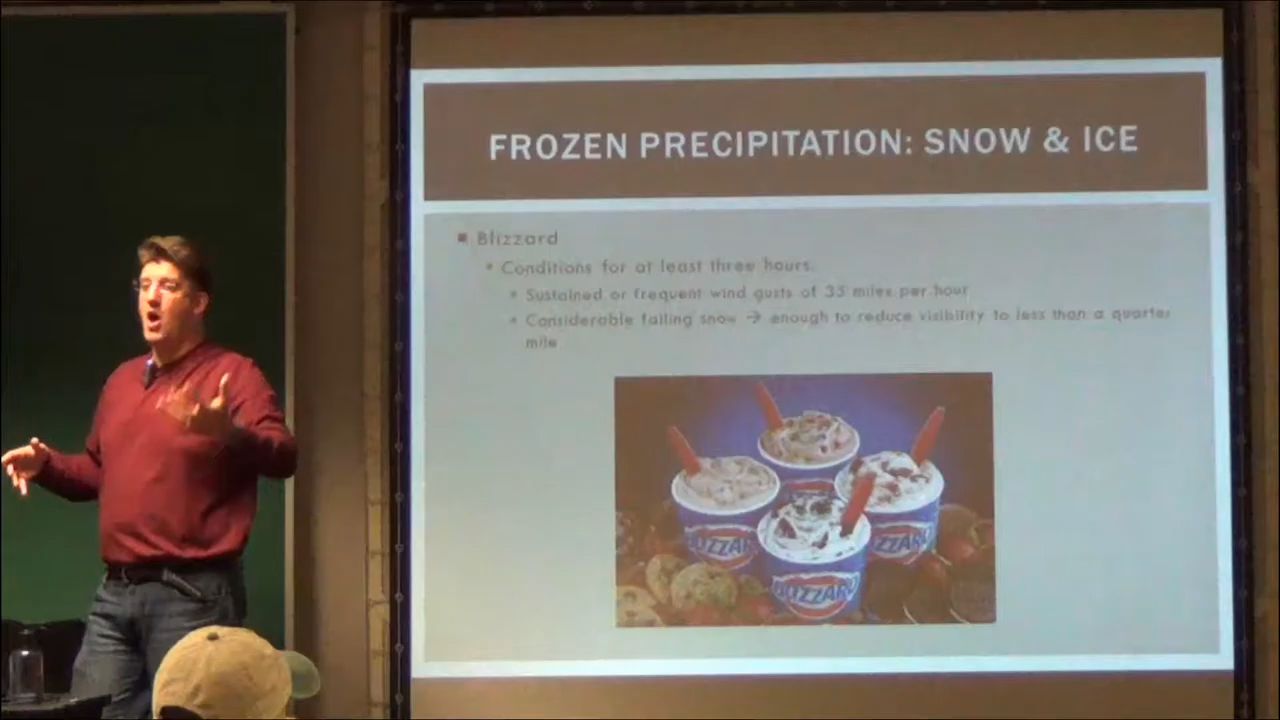 FROZEN PRECIPITATION: SNOW & ICE
Blizzard
Conditions for at least three hours
Sustained or frequent wind gusts of 35 miles per hour
Considerable falling snow → enough to reduce visibility to less than a quarter
mile
BLIZZARD
BLIZZARD
BLIZZARD